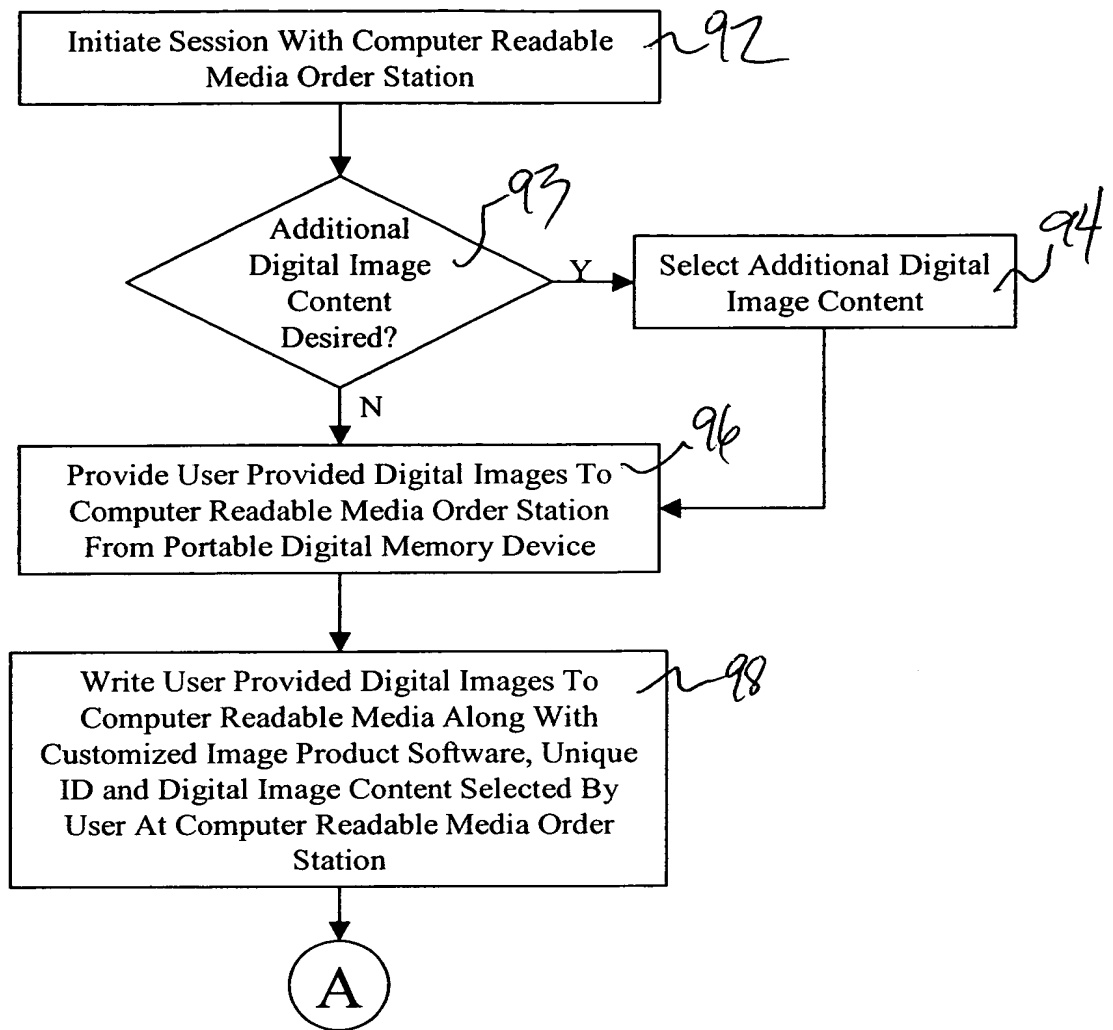 Initiate Session With Computer Readable
Media Order Station
92
Additional
Digital Image
Content
Desired?
93
Y
Select Additional Digital
Image Content
94
N
Provide User Provided Digital Images To
Computer Readable Media Order Station
From Portable Digital Memory Device
96
Write User Provided Digital Images To
Computer Readable Media Along With
Customized Image Product Software, Unique
ID and Digital Image Content Selected By
User At Computer Readable Media Order
Station
98
A